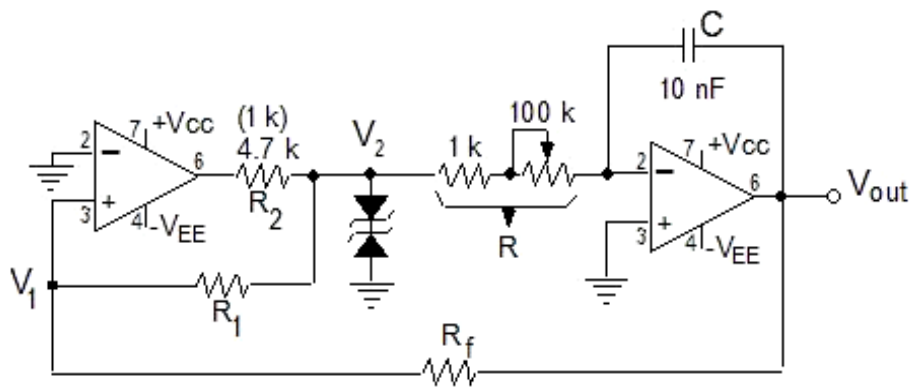 C
10 nF
100 k
(1 k)
4.7 k
R2
V2
1 k
R
7
+Vcc
2
−
6
+
3
4
-VEE
7
+Vcc
2
−
6
+
3
4
-VEE
Vout
V1
R1
Rf